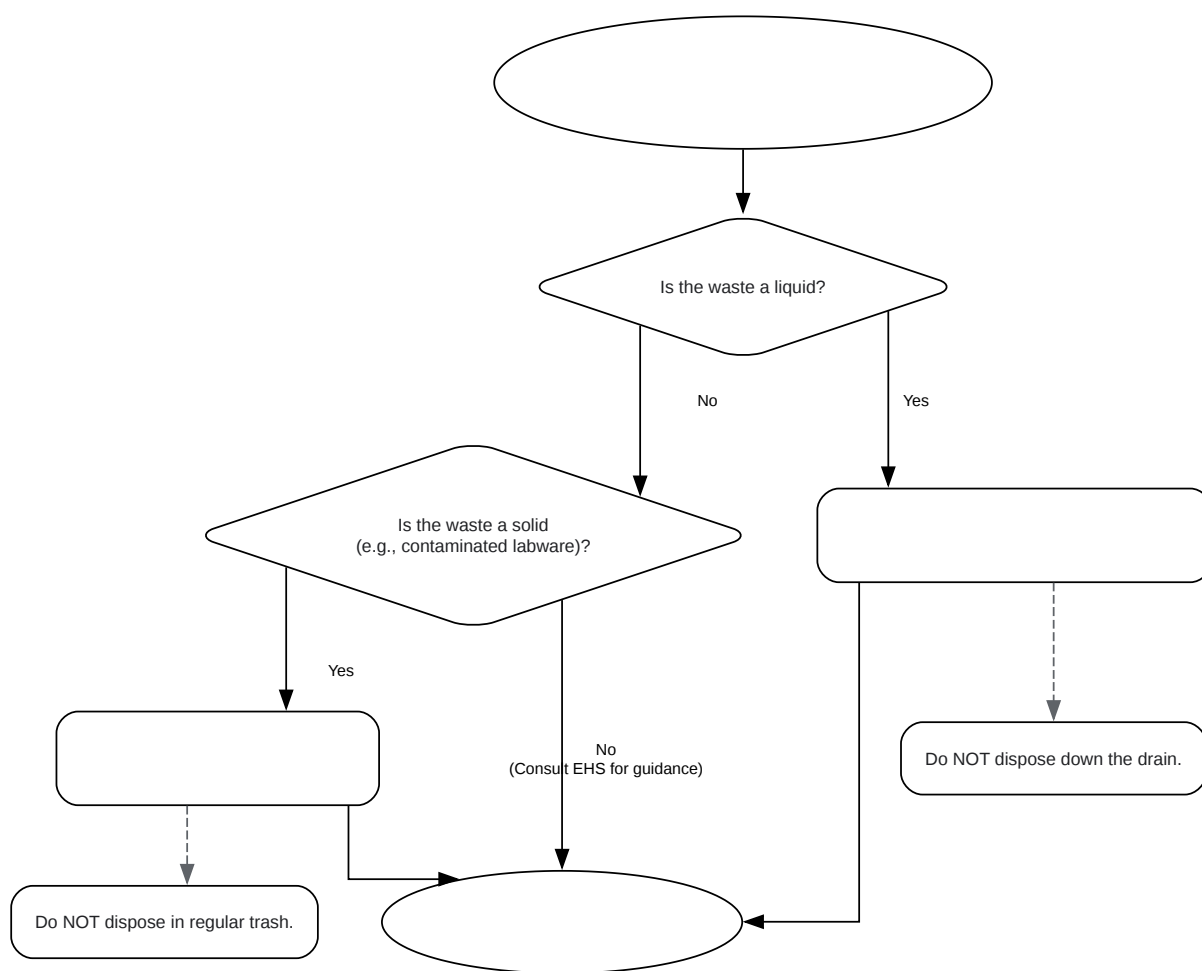 Is the waste a liquid?
No
Yes
Is the waste a solid
(e.g., contaminated labware)?
Yes
No
(Consult EHS for guidance)
Do NOT dispose down the drain.
Do NOT dispose in regular trash.